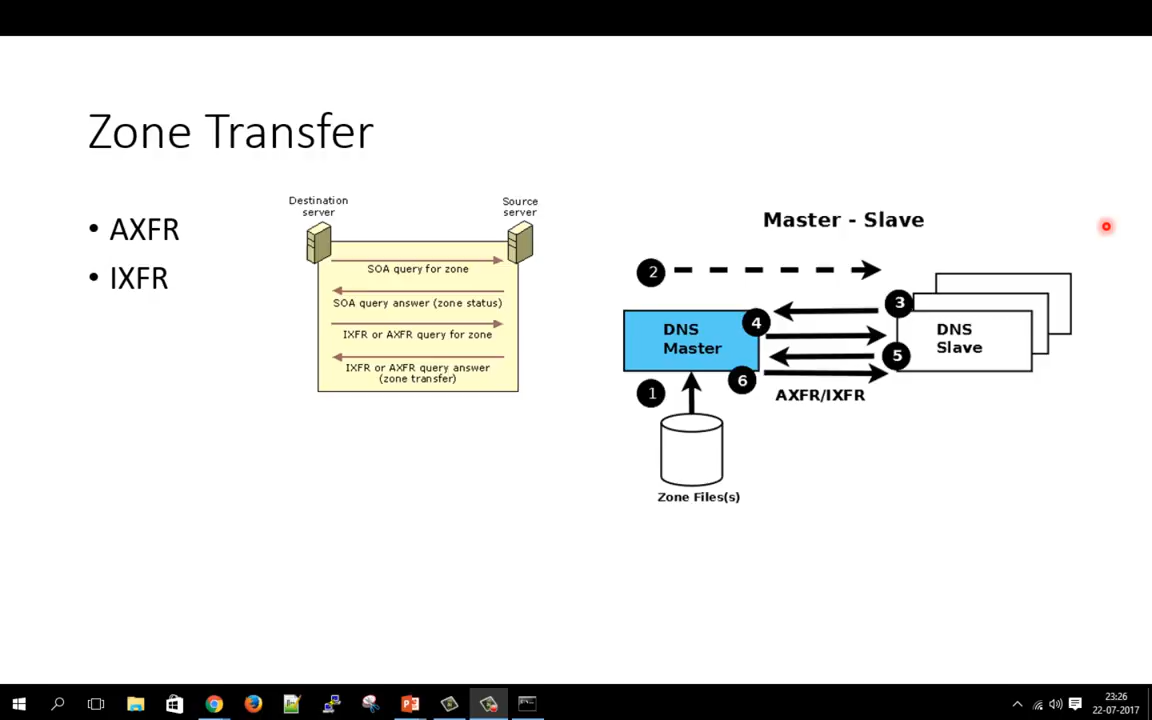 Zone Transfer
• AXFR
• IXFR
Destination
server
Source
server
SOA query for zone
SOA query answer (zone status)
IXFR or AXFR query for zone
IXFR or AXFR query answer
(zone transfer)
Master - Slave
2
3
4
DNS
Master
DNS
Slave
5
6
1
AXFR/IXFR
Zone Files(s)
23:26
22-07-2017